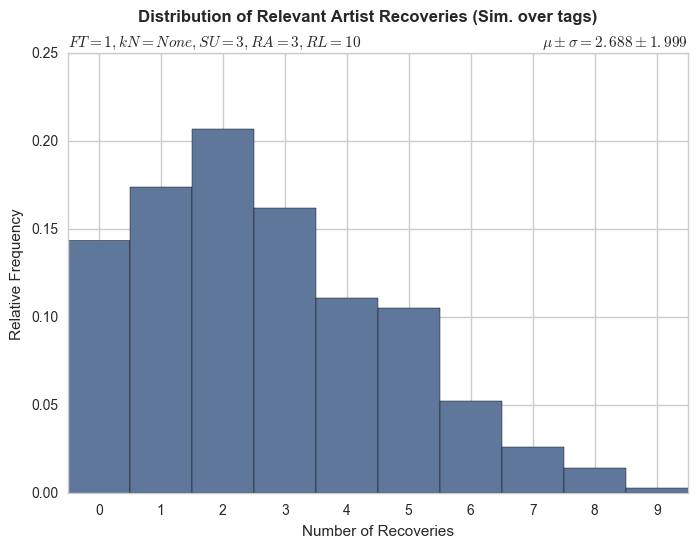 Distribution of Relevant Artist Recoveries (Sim. over tags)
FT = 1, kN = None, SU = 3, RA = 3, RL = 10
μ ± σ = 2.688 ± 1.999
0.25
0.20
0.15
0.10
0.05
0.00
Relative Frequency
0 1 2 3 4 5 6 7 8 9
Number of Recoveries